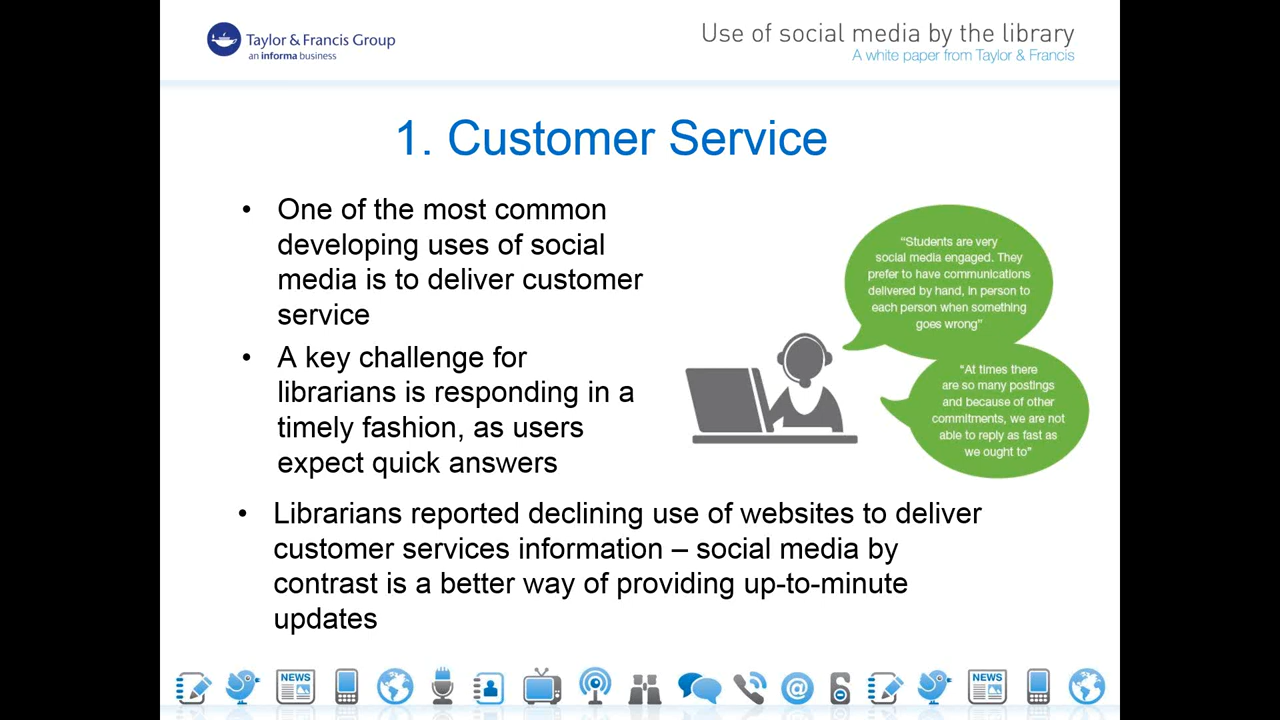 Taylor & Francis Group
an informa business
Use of social media by the library
A white paper from Taylor & Francis
1. Customer Service
• One of the most common
developing uses of social
media is to deliver customer
service
• A key challenge for
librarians is responding in a
timely fashion, as users
expect quick answers
“Students are very
social media engaged. They
prefer to have communications
delivered by hand, in person to
each person when something
goes wrong”
“At times there
are so many postings
and because of other
commitments, we are not
able to reply as fast as
we ought to”
• Librarians reported declining use of websites to deliver
customer services information – social media by
contrast is a better way of providing up-to-minute
updates
NEWS
@
NEWS